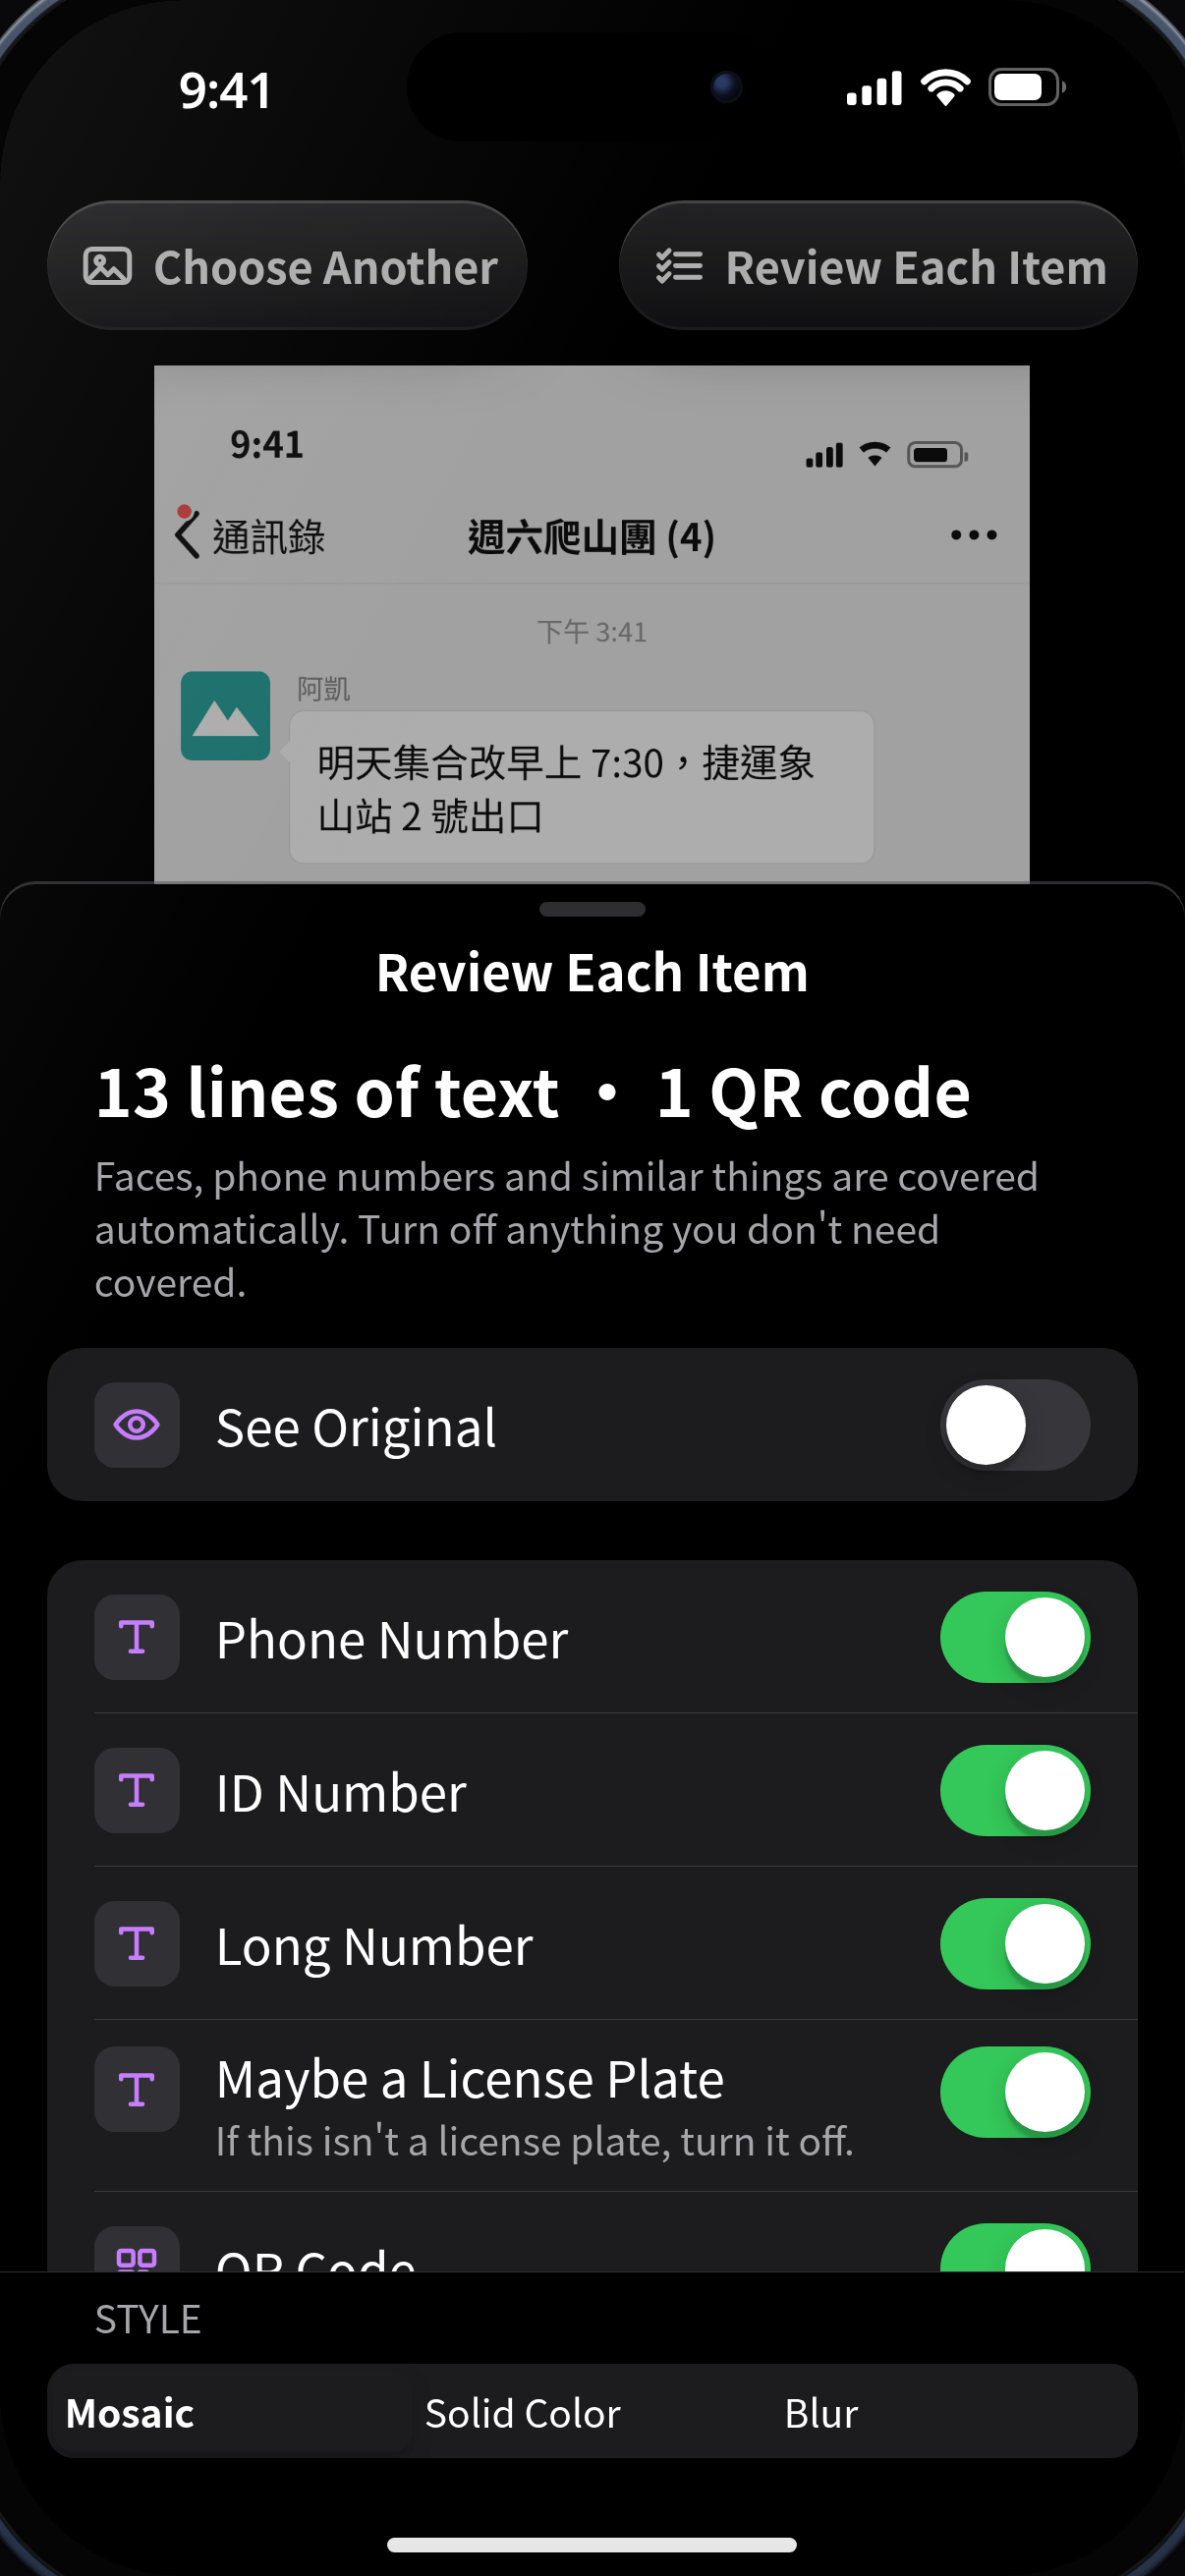 9:41
Choose Another
Review Each Item
9:41
通訊錄
週六爬山團 (4)
下午 3:41
阿凱
明天集合改早上 7:30，捷運象
山站 2 號出口
Review Each Item
13 lines of text · 1 QR code
Faces, phone numbers and similar things are covered
automatically. Turn off anything you don't need
covered.
See Original
Phone Number
ID Number
Long Number
Maybe a License Plate
If this isn't a license plate, turn it off.
QR Code
STYLE
Mosaic
Solid Color
Blur